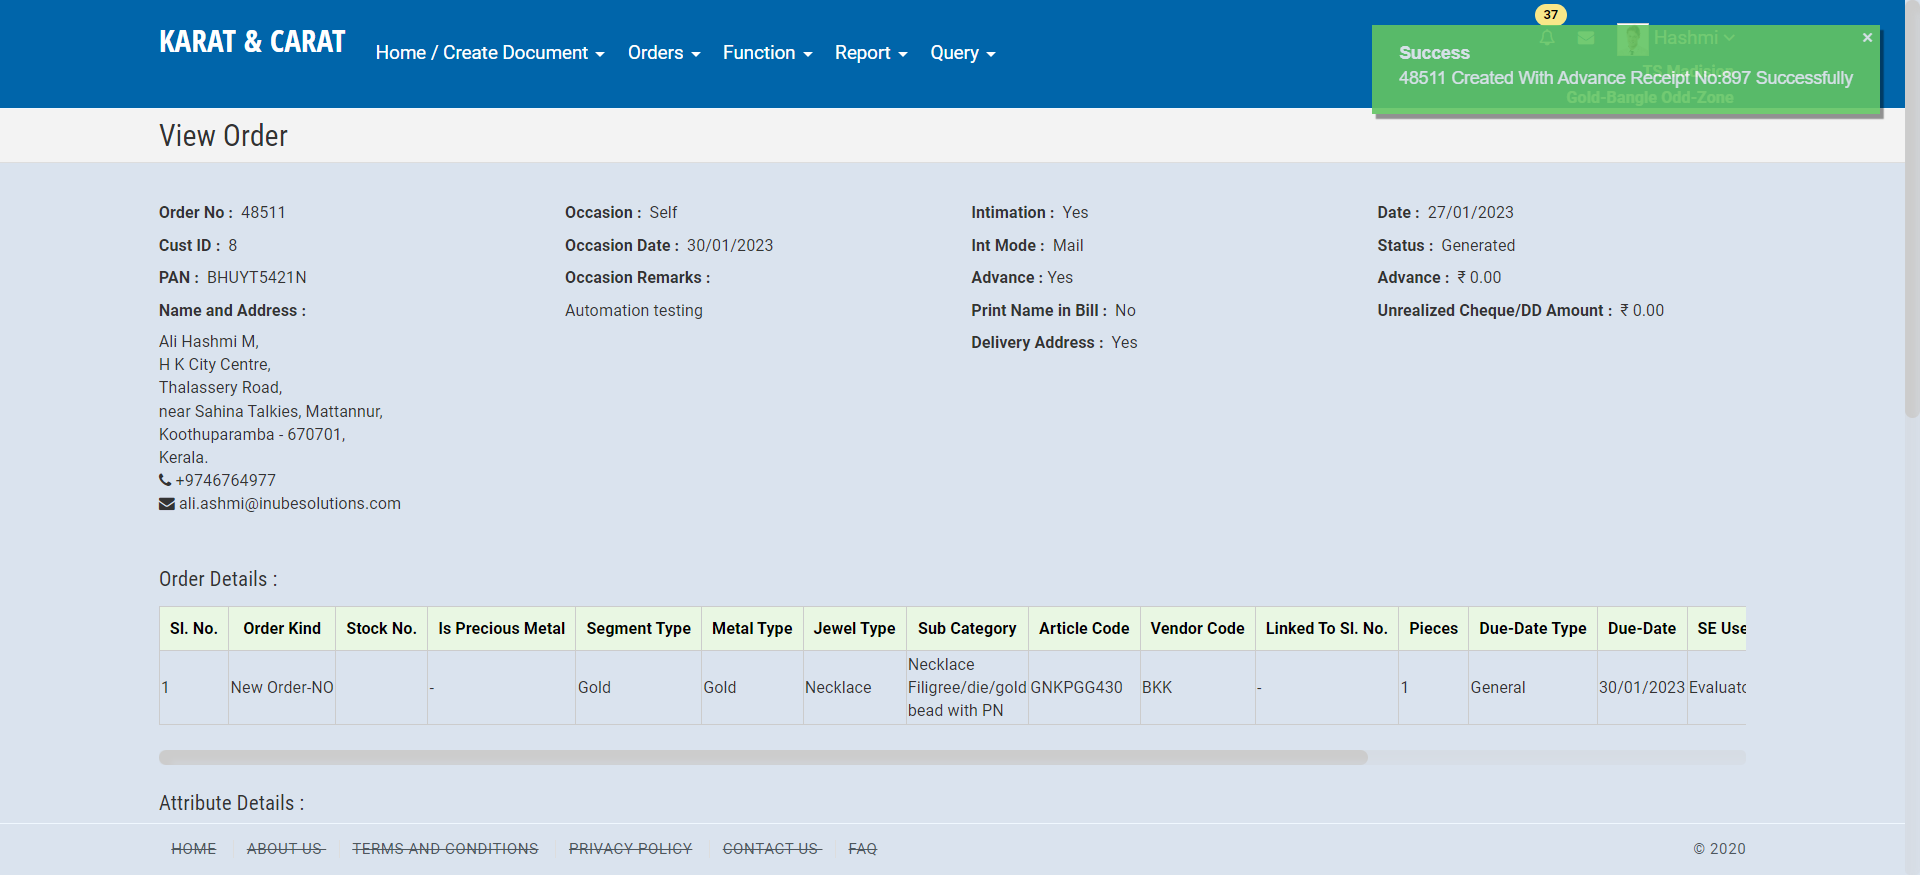 KARAT & CARAT
Home / Create Document
Orders
Function
Report
Query
37
Hashmi
Success
×
48511 Created With Advance Receipt No:897 Successfully
Gold-Bangle Odd-Zone
View Order
Order No : 48511
Cust ID : 8
PAN : BHUYT5421N
Name and Address :
Ali Hashmi M,
H K City Centre,
Thalassery Road,
near Sahina Talkies, Mattannur,
Koothuparamba - 670701,
Kerala.
+9746764977
ali.ashmi@inubesolutions.com
Occasion : Self
Occasion Date : 30/01/2023
Occasion Remarks :
Automation testing
Intimation : Yes
Int Mode : Mail
Advance : Yes
Print Name in Bill : No
Delivery Address : Yes
Date : 27/01/2023
Status : Generated
Advance : ₹ 0.00
Unrealized Cheque/DD Amount : ₹ 0.00
Order Details :
Sl. No. Order Kind Stock No. Is Precious Metal Segment Type Metal Type Jewel Type Sub Category Article Code Vendor Code Linked To Sl. No. Pieces Due-Date Type Due-Date SE Use
1 New Order-NO - Gold Gold Necklace Necklace Filigree/die/gold bead with PN GNKPGG430 BKK - 1 General 30/01/2023 Evaluato
Attribute Details :
HOME ABOUT US TERMS AND CONDITIONS PRIVACY POLICY CONTACT US FAQ © 2020